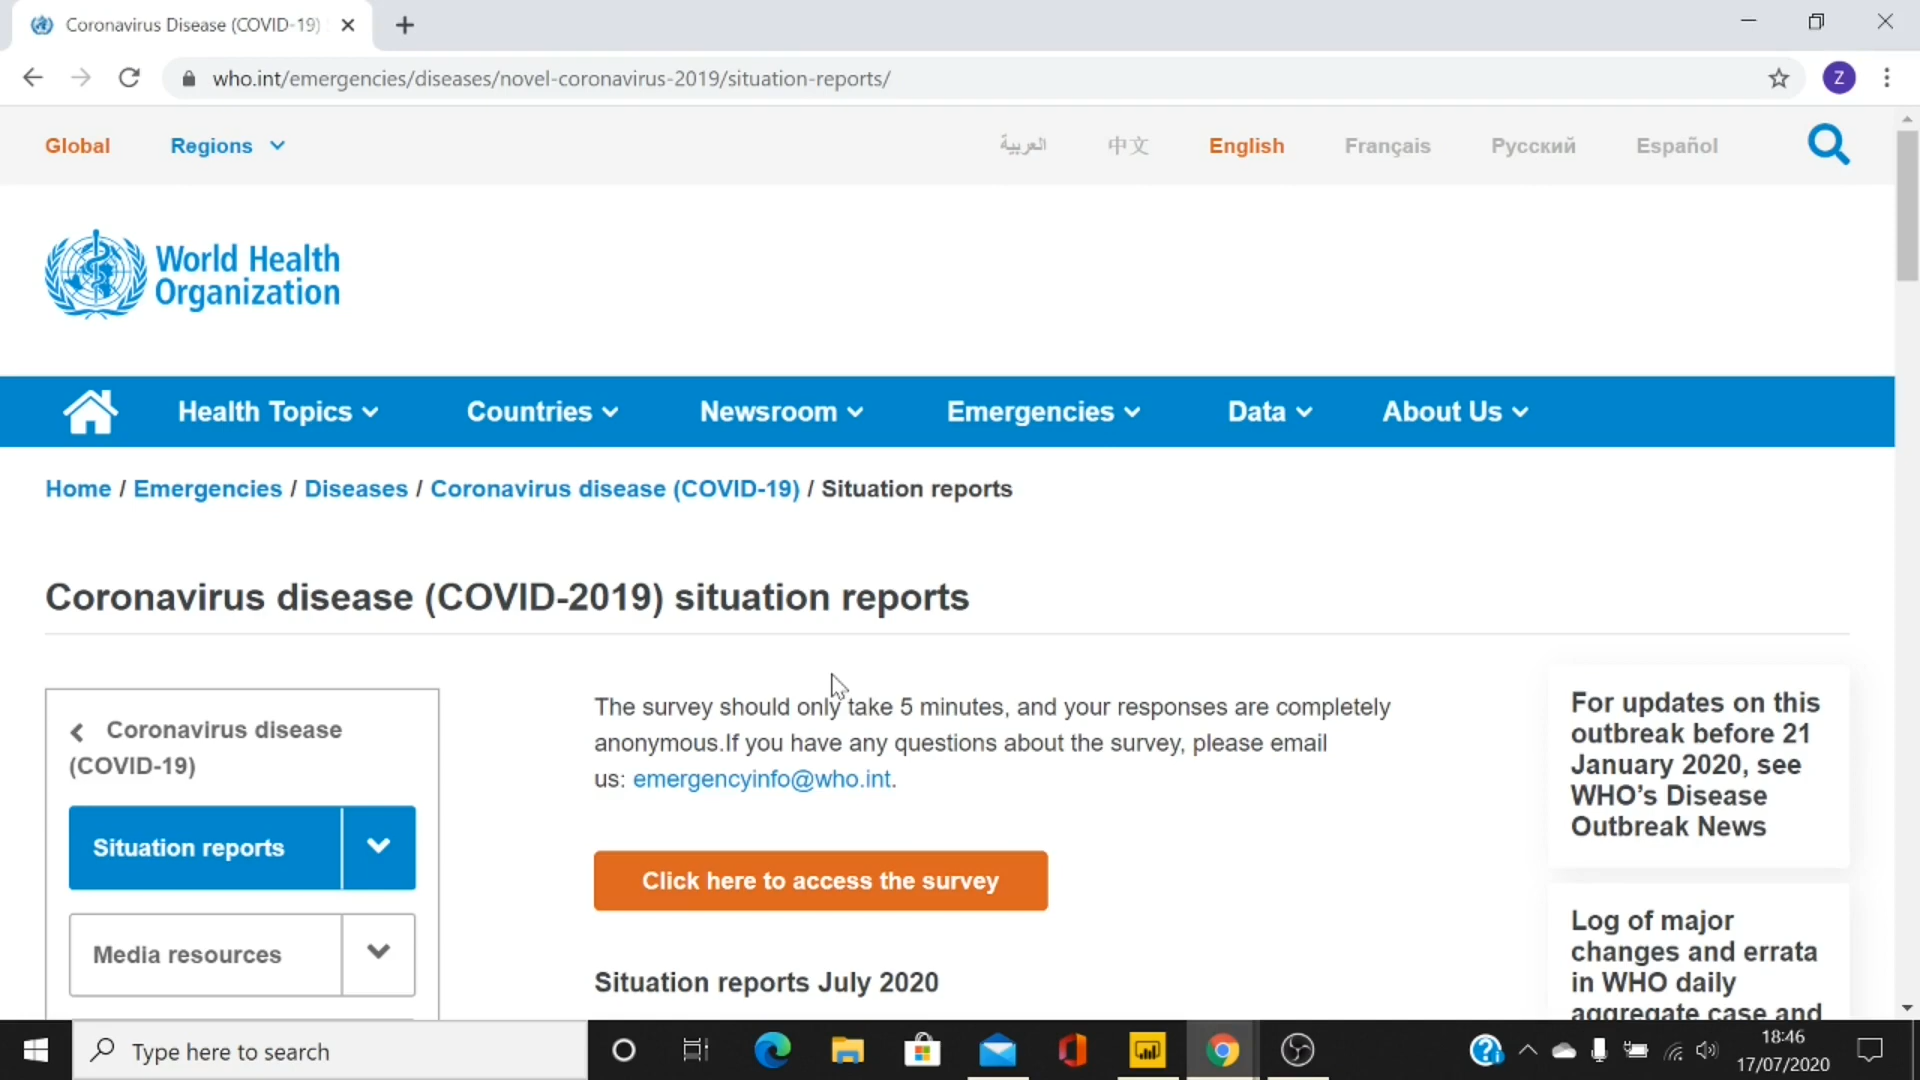 Coronavirus Disease (COVID-19)
who.int/emergencies/diseases/novel-coronavirus-2019/situation-reports/
Z
Global
Regions
العربية
中文
English
Français
Русский
Español
World Health
Organization
Health Topics
Countries
Newsroom
Emergencies
Data
About Us
Home / Emergencies / Diseases / Coronavirus disease (COVID-19) / Situation reports
Coronavirus disease (COVID-2019) situation reports
Coronavirus disease
(COVID-19)
Situation reports
Media resources
The survey should only take 5 minutes, and your responses are completely
anonymous.If you have any questions about the survey, please email
us: emergencyinfo@who.int.
Click here to access the survey
Situation reports July 2020
For updates on this
outbreak before 21
January 2020, see
WHO’s Disease
Outbreak News
Log of major
changes and errata
in WHO daily
aggregate case and
Type here to search
18:46
17/07/2020